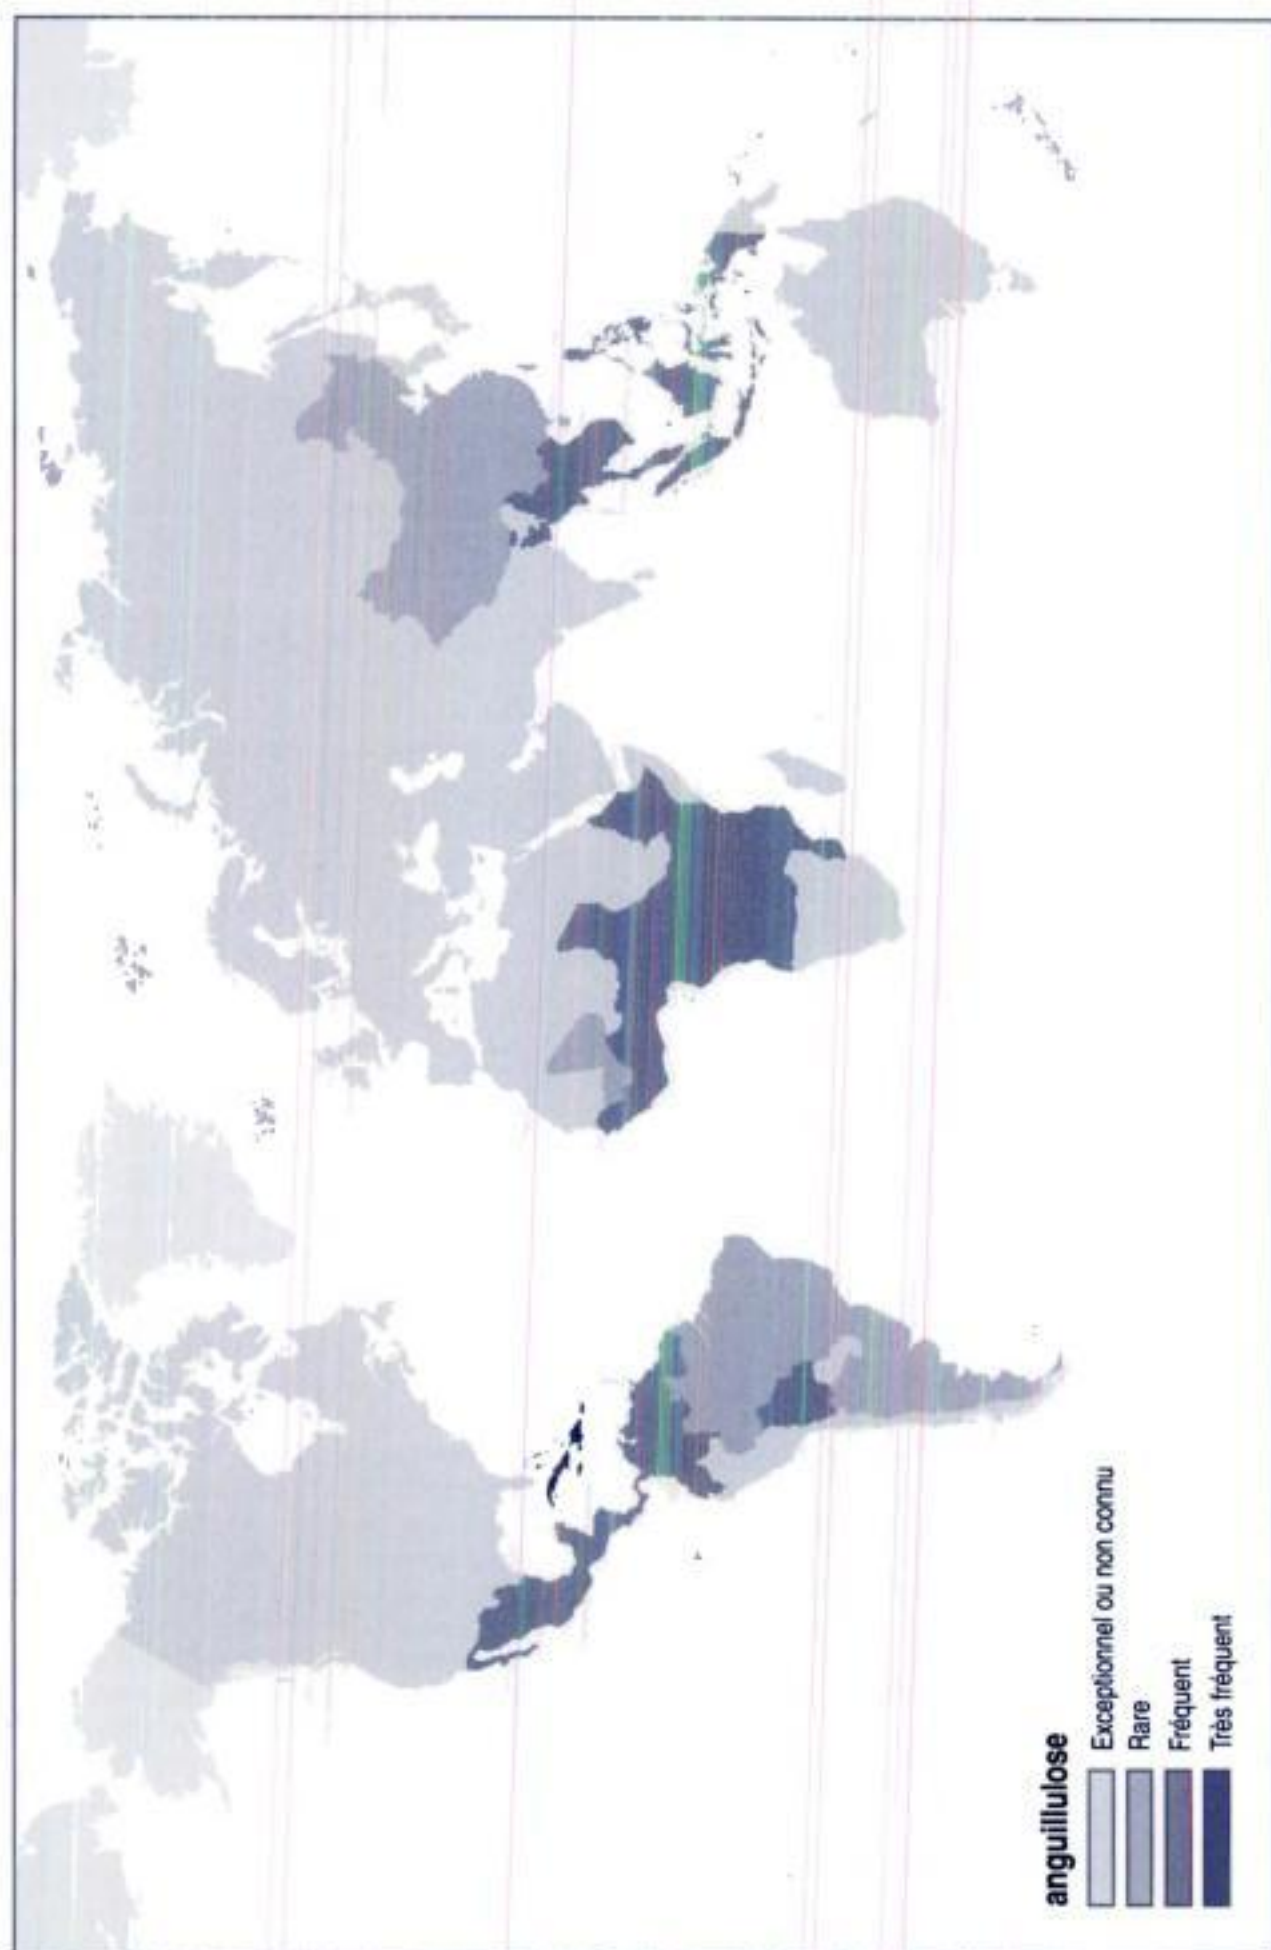 anguillulose
Exceptionnel ou non connu
Rare
Fréquent
Très fréquent